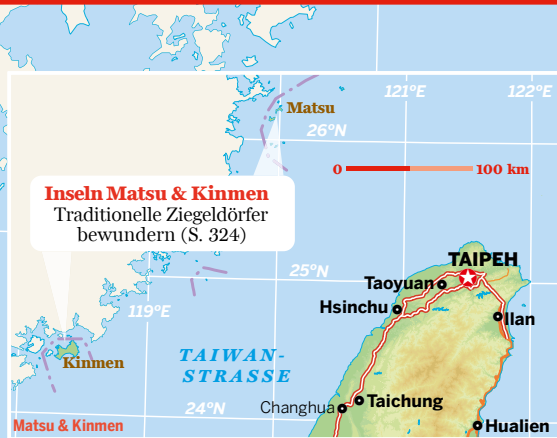 121°E
122°E
Matsu
26°N
0 100 km
Inseln Matsu & Kinmen
Traditionelle Ziegeldörfer
bewundern (S. 324)
TAIPEH
25°N
Taoyuan
Hsinchu
119°E
Ilan
TAIWAN-
STRASSE
Kinmen
24°N
Changhua
Taichung
Matsu & Kinmen
Hualien